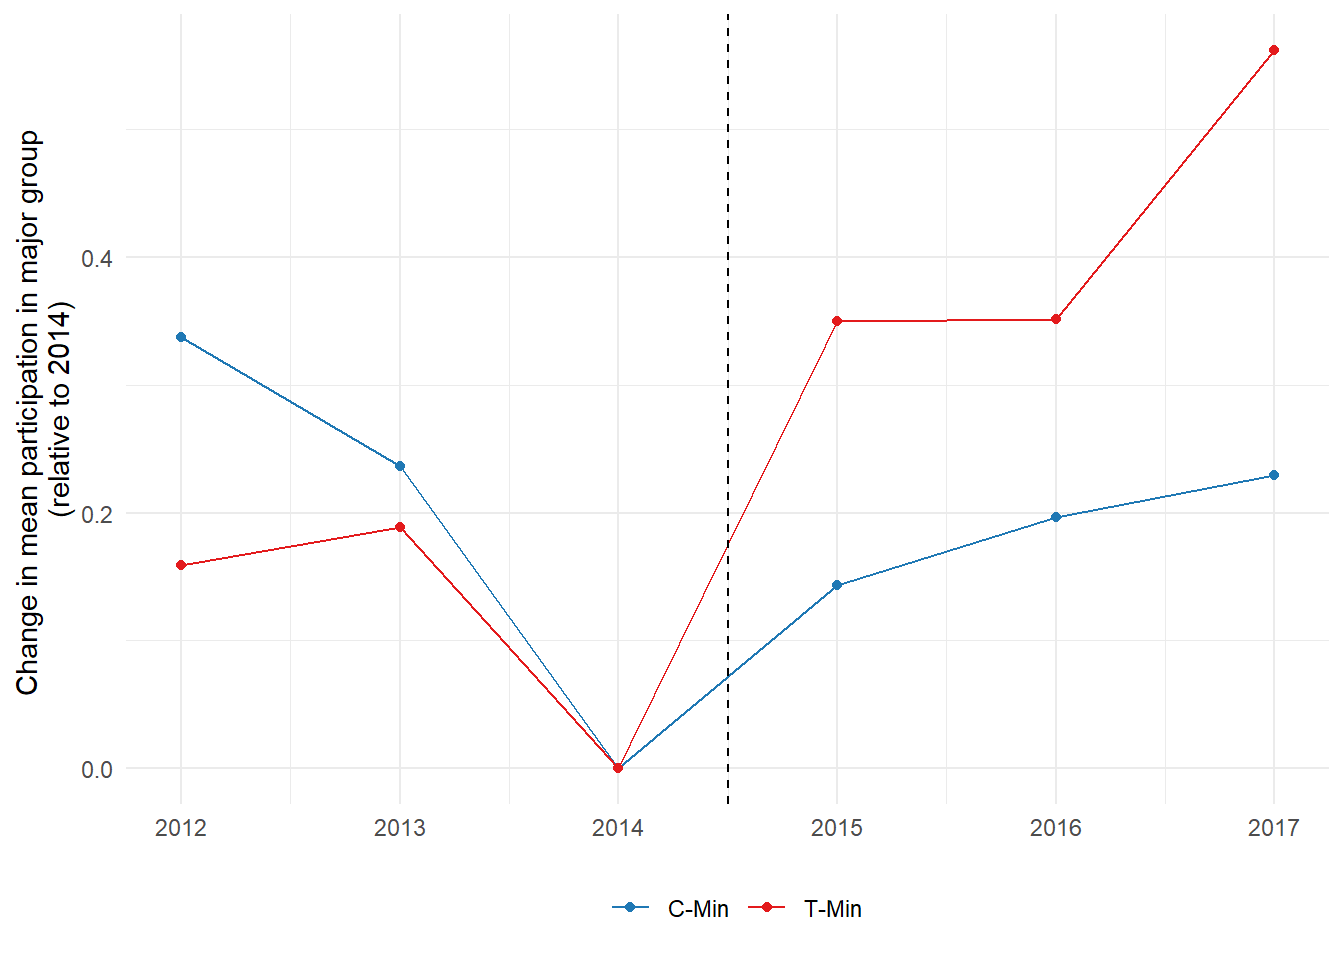 Change in mean participation in major group
(relative to 2014)
0.4
0.2
0.0
2012 2013 2014 2015 2016 2017
C-Min T-Min